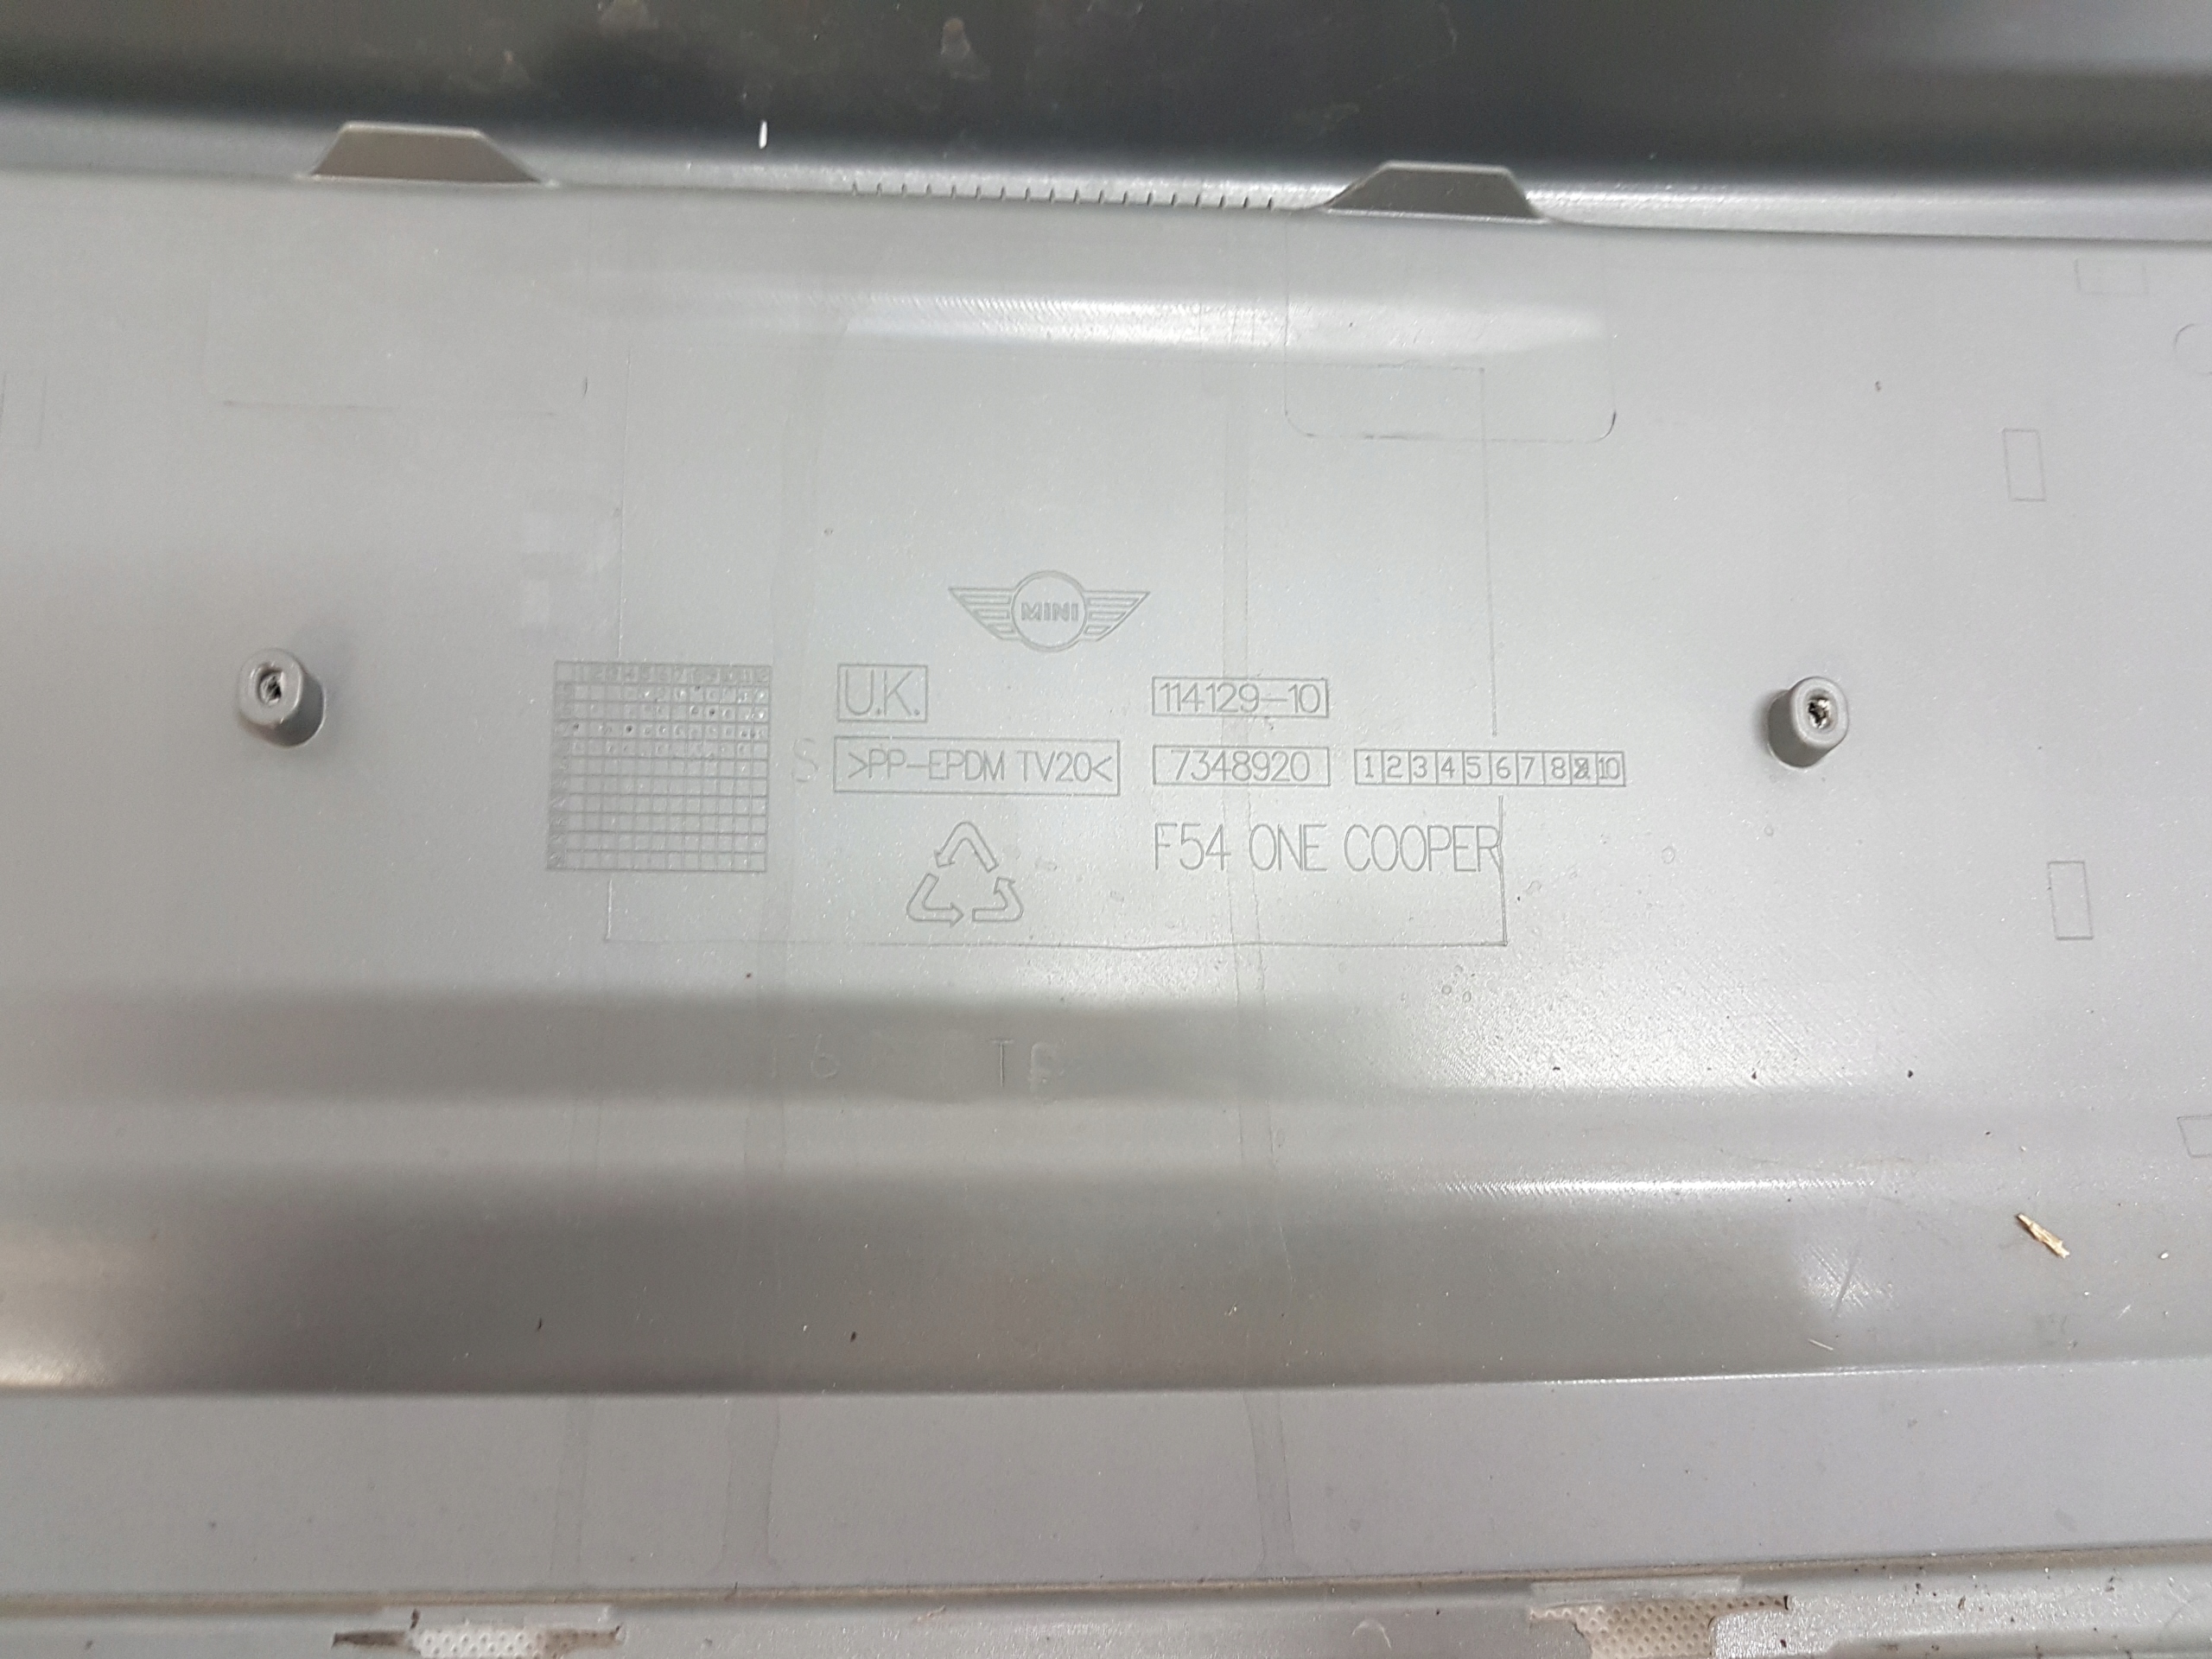 MINI
U.K.
114129-10
S >PP-EPDM TV20<
7348920
1 2 3 4 5 6 7 8 9 10
F54 ONE COOPER